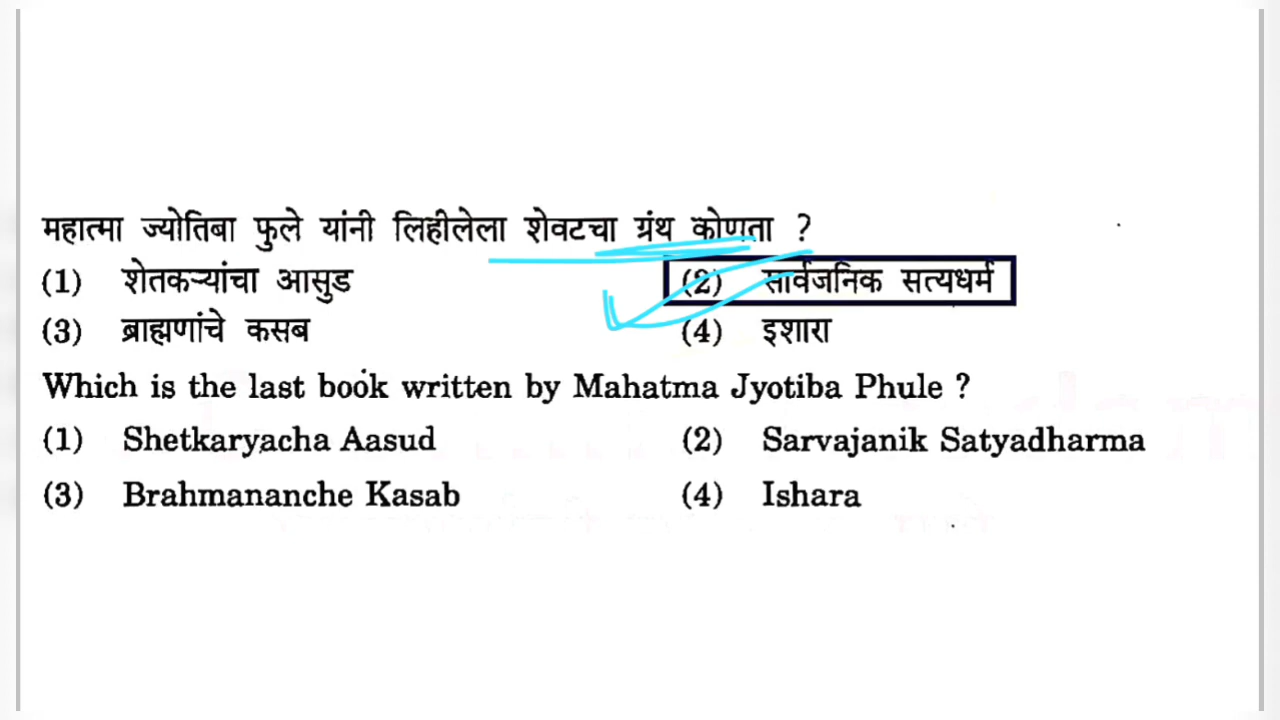 महात्मा ज्योतिबा फुले यांनी लिहीलेला शेवटचा ग्रंथ कोणता ?
(1) शेतकऱ्यांचा आसुड (2) सार्वजनिक सत्यधर्म
(3) ब्राह्मणांचे कसब (4) इशारा
Which is the last book written by Mahatma Jyotiba Phule ?
(1) Shetkaryacha Aasud (2) Sarvajanik Satyadharma
(3) Brahmananche Kasab (4) Ishara